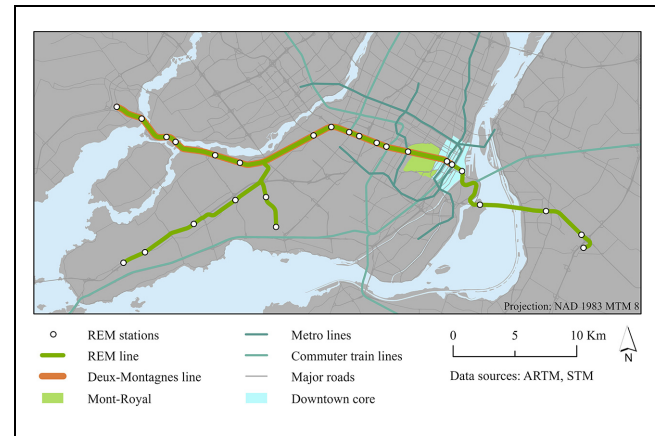 Projection: NAD 1983 MTM 8
REM stations
REM line
Deux-Montagnes line
Mont-Royal
Metro lines
Commuter train lines
Major roads
Downtown core
0 5 10 Km
N
Data sources: ARTM, STM